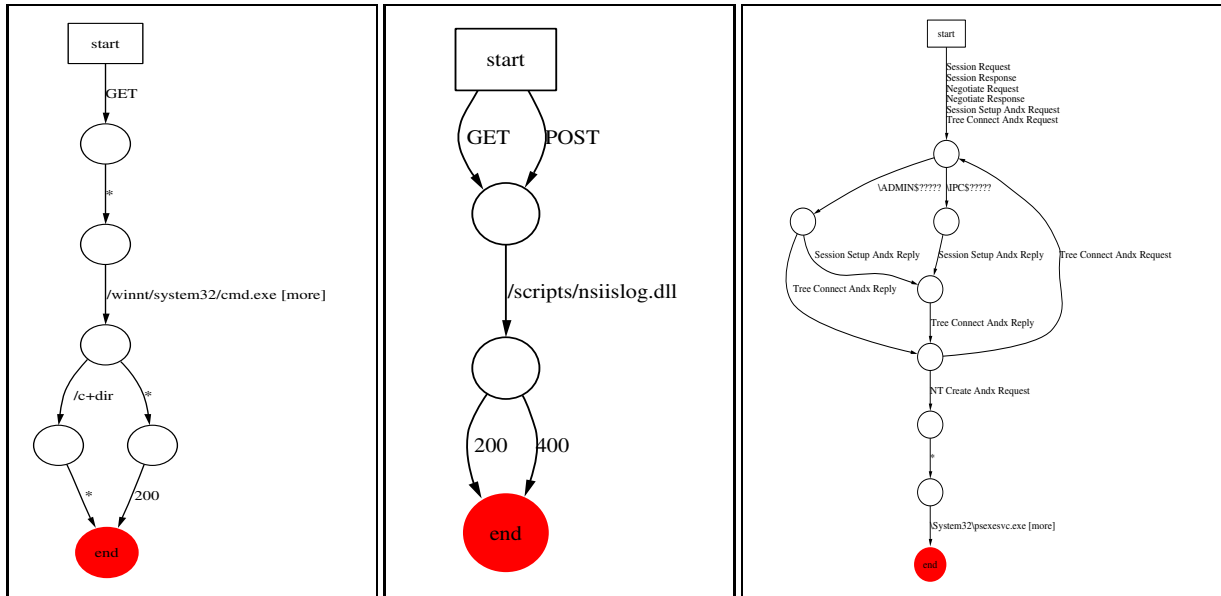 start
GET
*
/winnt/system32/cmd.exe [more]
/c+dir
*
*
200
end
start
GET
POST
/scripts/nsiislog.dll
200
400
end
start
Session Request
Session Response
Negotiate Request
Negotiate Response
Session Setup Andx Request
Tree Connect Andx Request
\ADMIN$?????
\IPC$?????
Session Setup Andx Reply
Session Setup Andx Reply
Tree Connect Andx Request
Tree Connect Andx Reply
Tree Connect Andx Reply
NT Create Andx Request
*
\System32\psexesvc.exe [more]
end